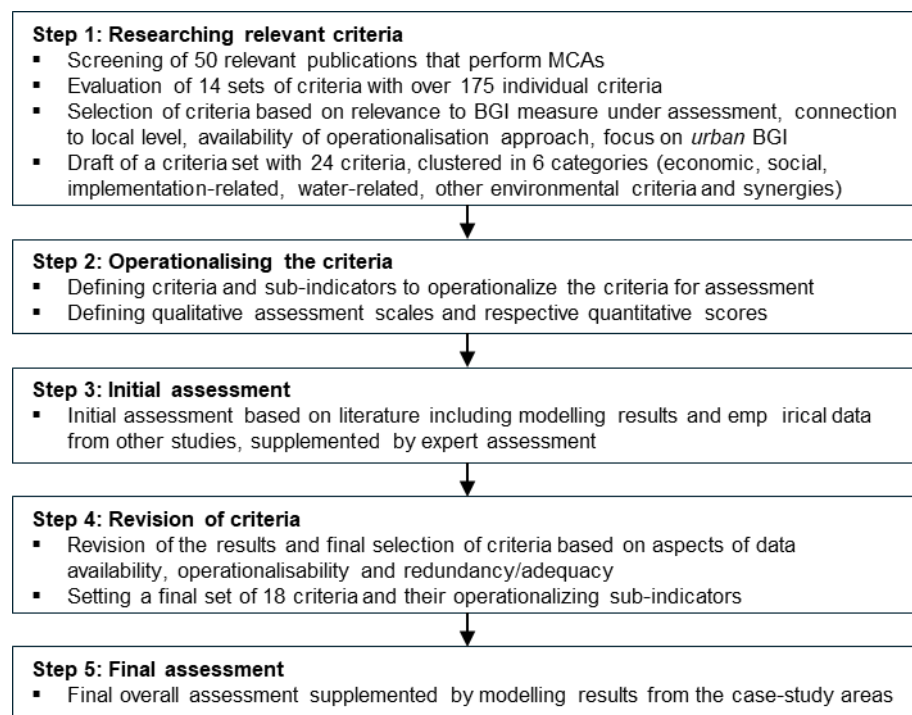 Step 1: Researching relevant criteria
▪ Screening of 50 relevant publications that perform MCAs
▪ Evaluation of 14 sets of criteria with over 175 individual criteria
▪ Selection of criteria based on relevance to BGI measure under assessment, connection
to local level, availability of operationalisation approach, focus on urban BGI
▪ Draft of a criteria set with 24 criteria, clustered in 6 categories (economic, social,
implementation-related, water-related, other environmental criteria and synergies)
Step 2: Operationalising the criteria
▪ Defining criteria and sub-indicators to operationalize the criteria for assessment
▪ Defining qualitative assessment scales and respective quantitative scores
Step 3: Initial assessment
▪ Initial assessment based on literature including modelling results and emp irical data
from other studies, supplemented by expert assessment
Step 4: Revision of criteria
▪ Revision of the results and final selection of criteria based on aspects of data
availability, operationalisability and redundancy/adequacy
▪ Setting a final set of 18 criteria and their operationalizing sub-indicators
Step 5: Final assessment
▪ Final overall assessment supplemented by modelling results from the case-study areas